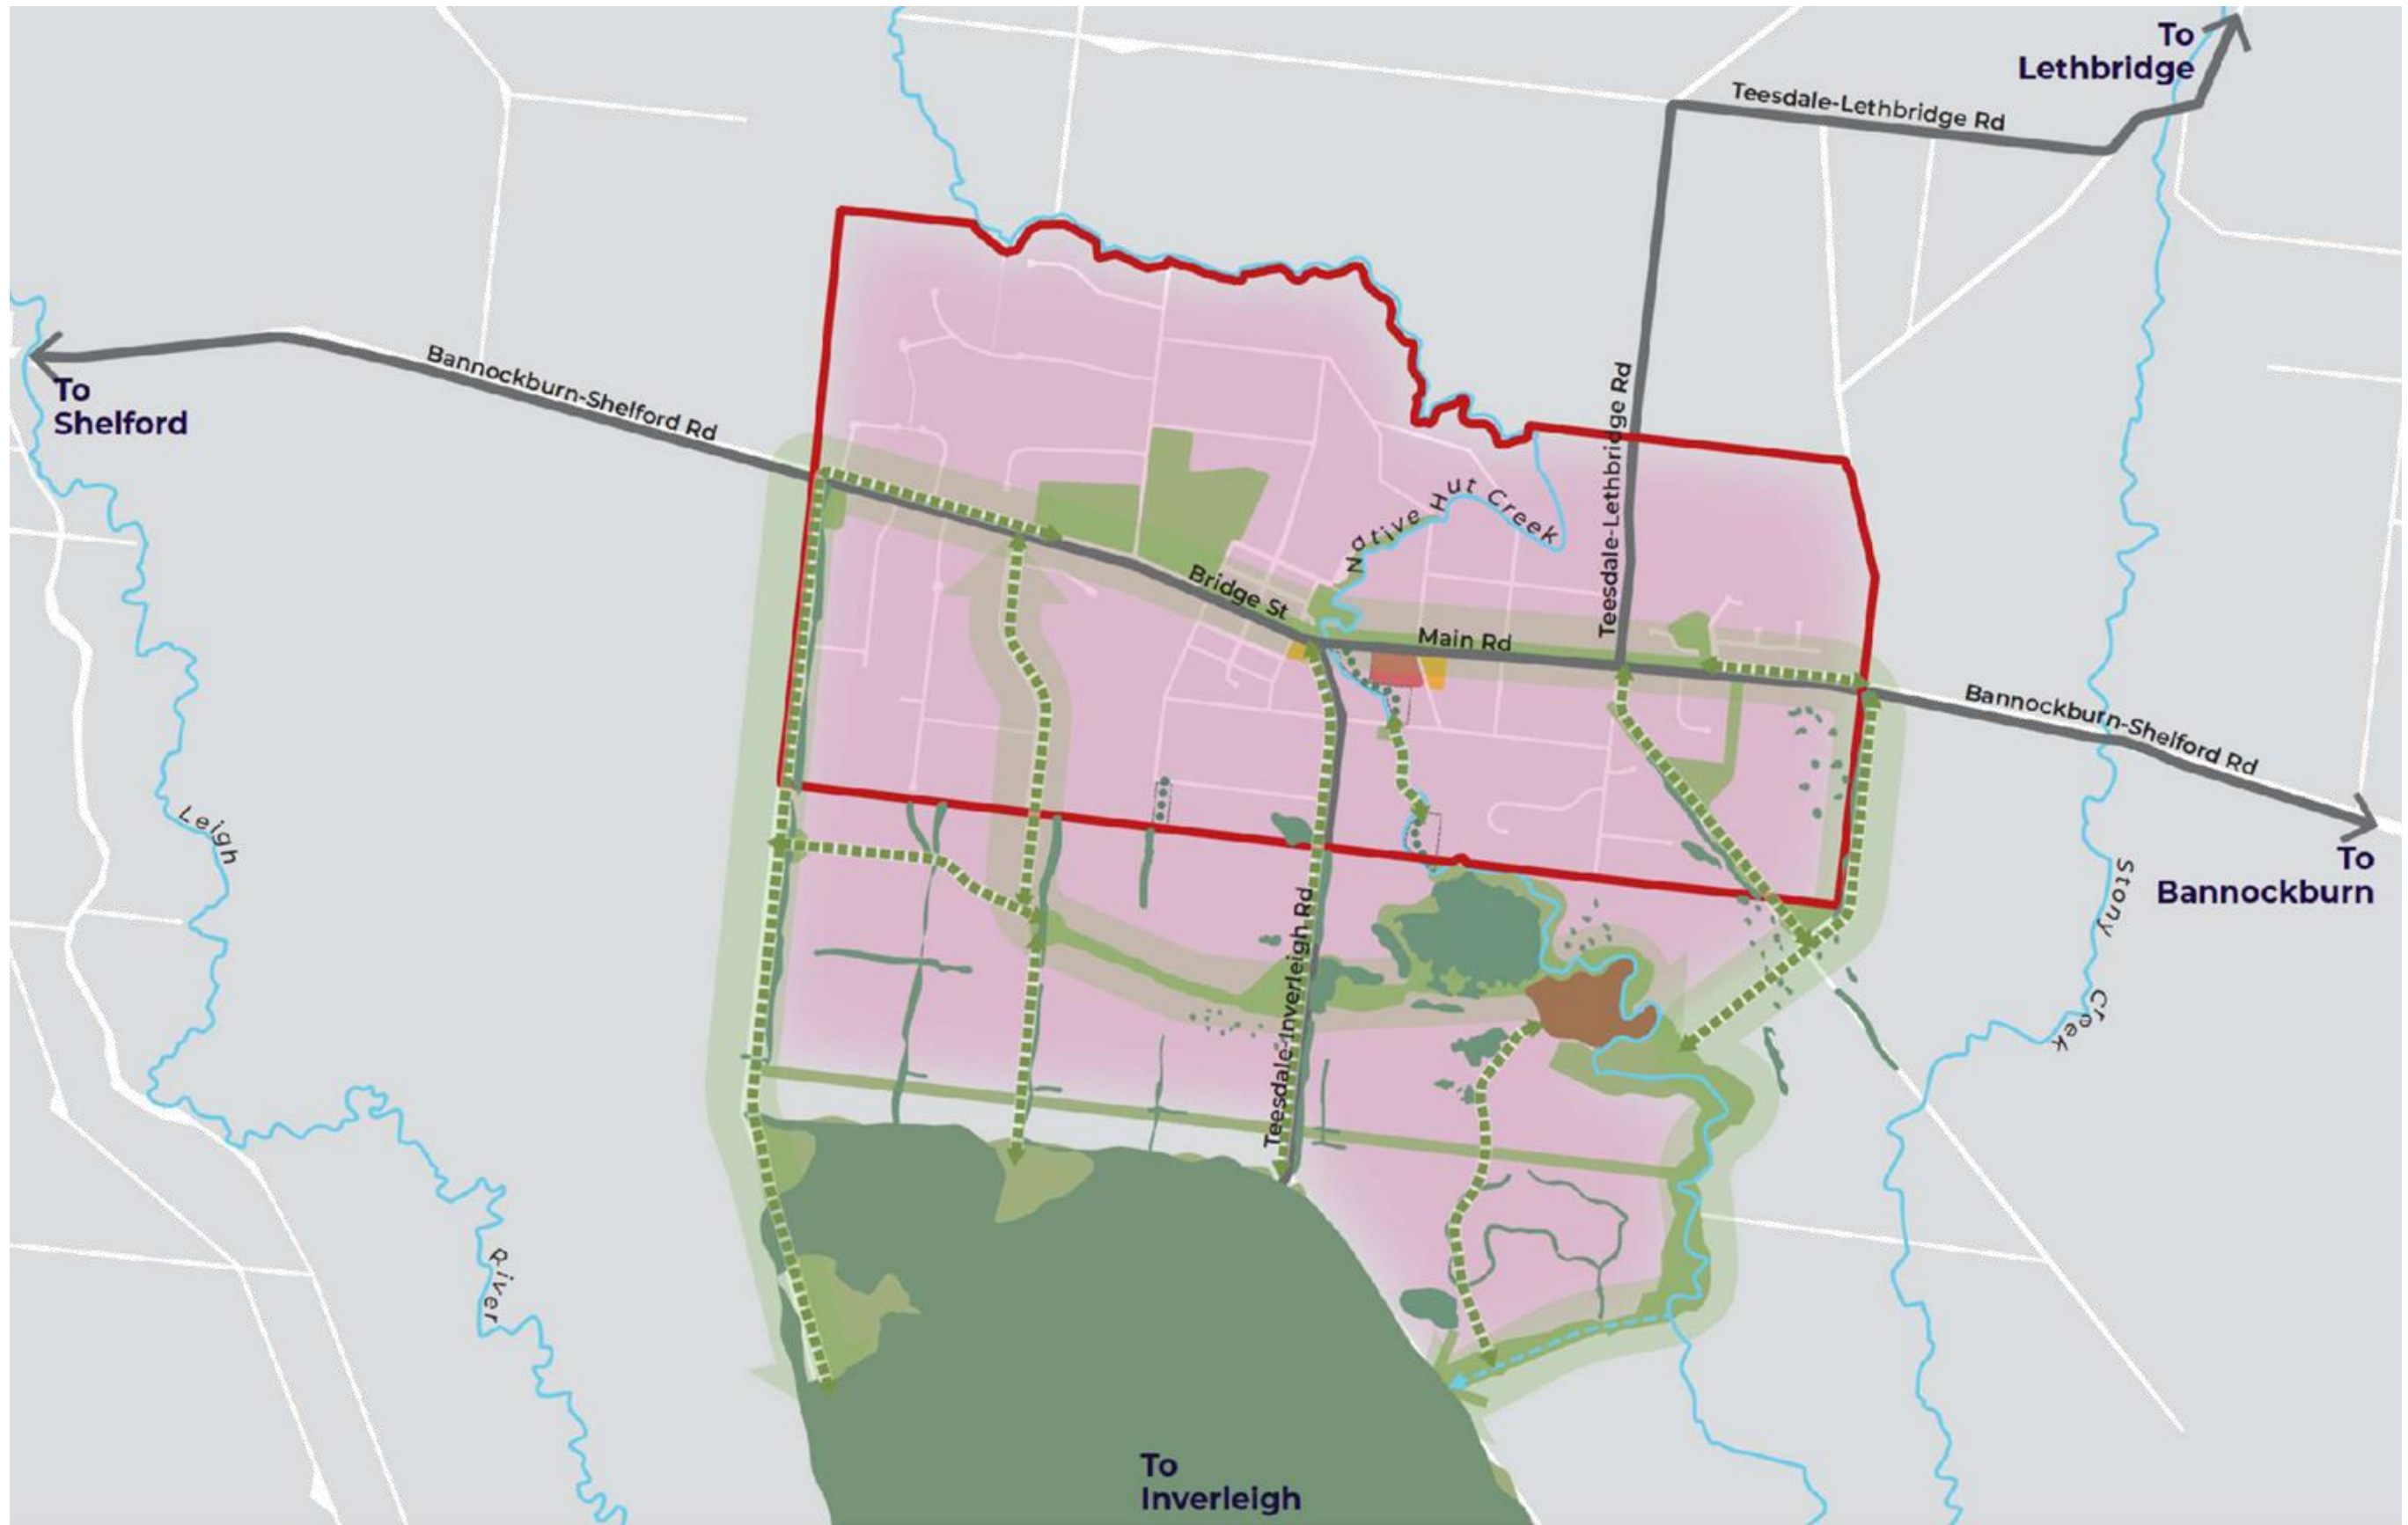 To
Lethbridge
Teesdale-Lethbridge Rd
To
Shelford
Bannockburn-Shelford Rd
Teesdale-Lethbridge Rd
Native Hut Creek
Bridge St
Main Rd
Bannockburn-Shelford Rd
To
Bannockburn
Leigh
River
Stony
Creek
Teesdale-Inverleigh Rd
To
Inverleigh